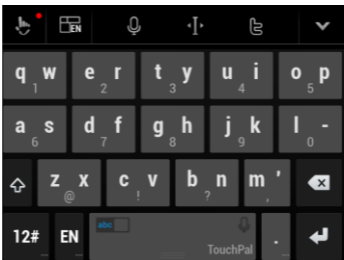 EN
q w e r t y u i o p
1 2 3 4 5
a s d f g h j k l -
6 7 8 9 0
z x c v b n m '
@ ! ? ,
12# EN abc .
TouchPal